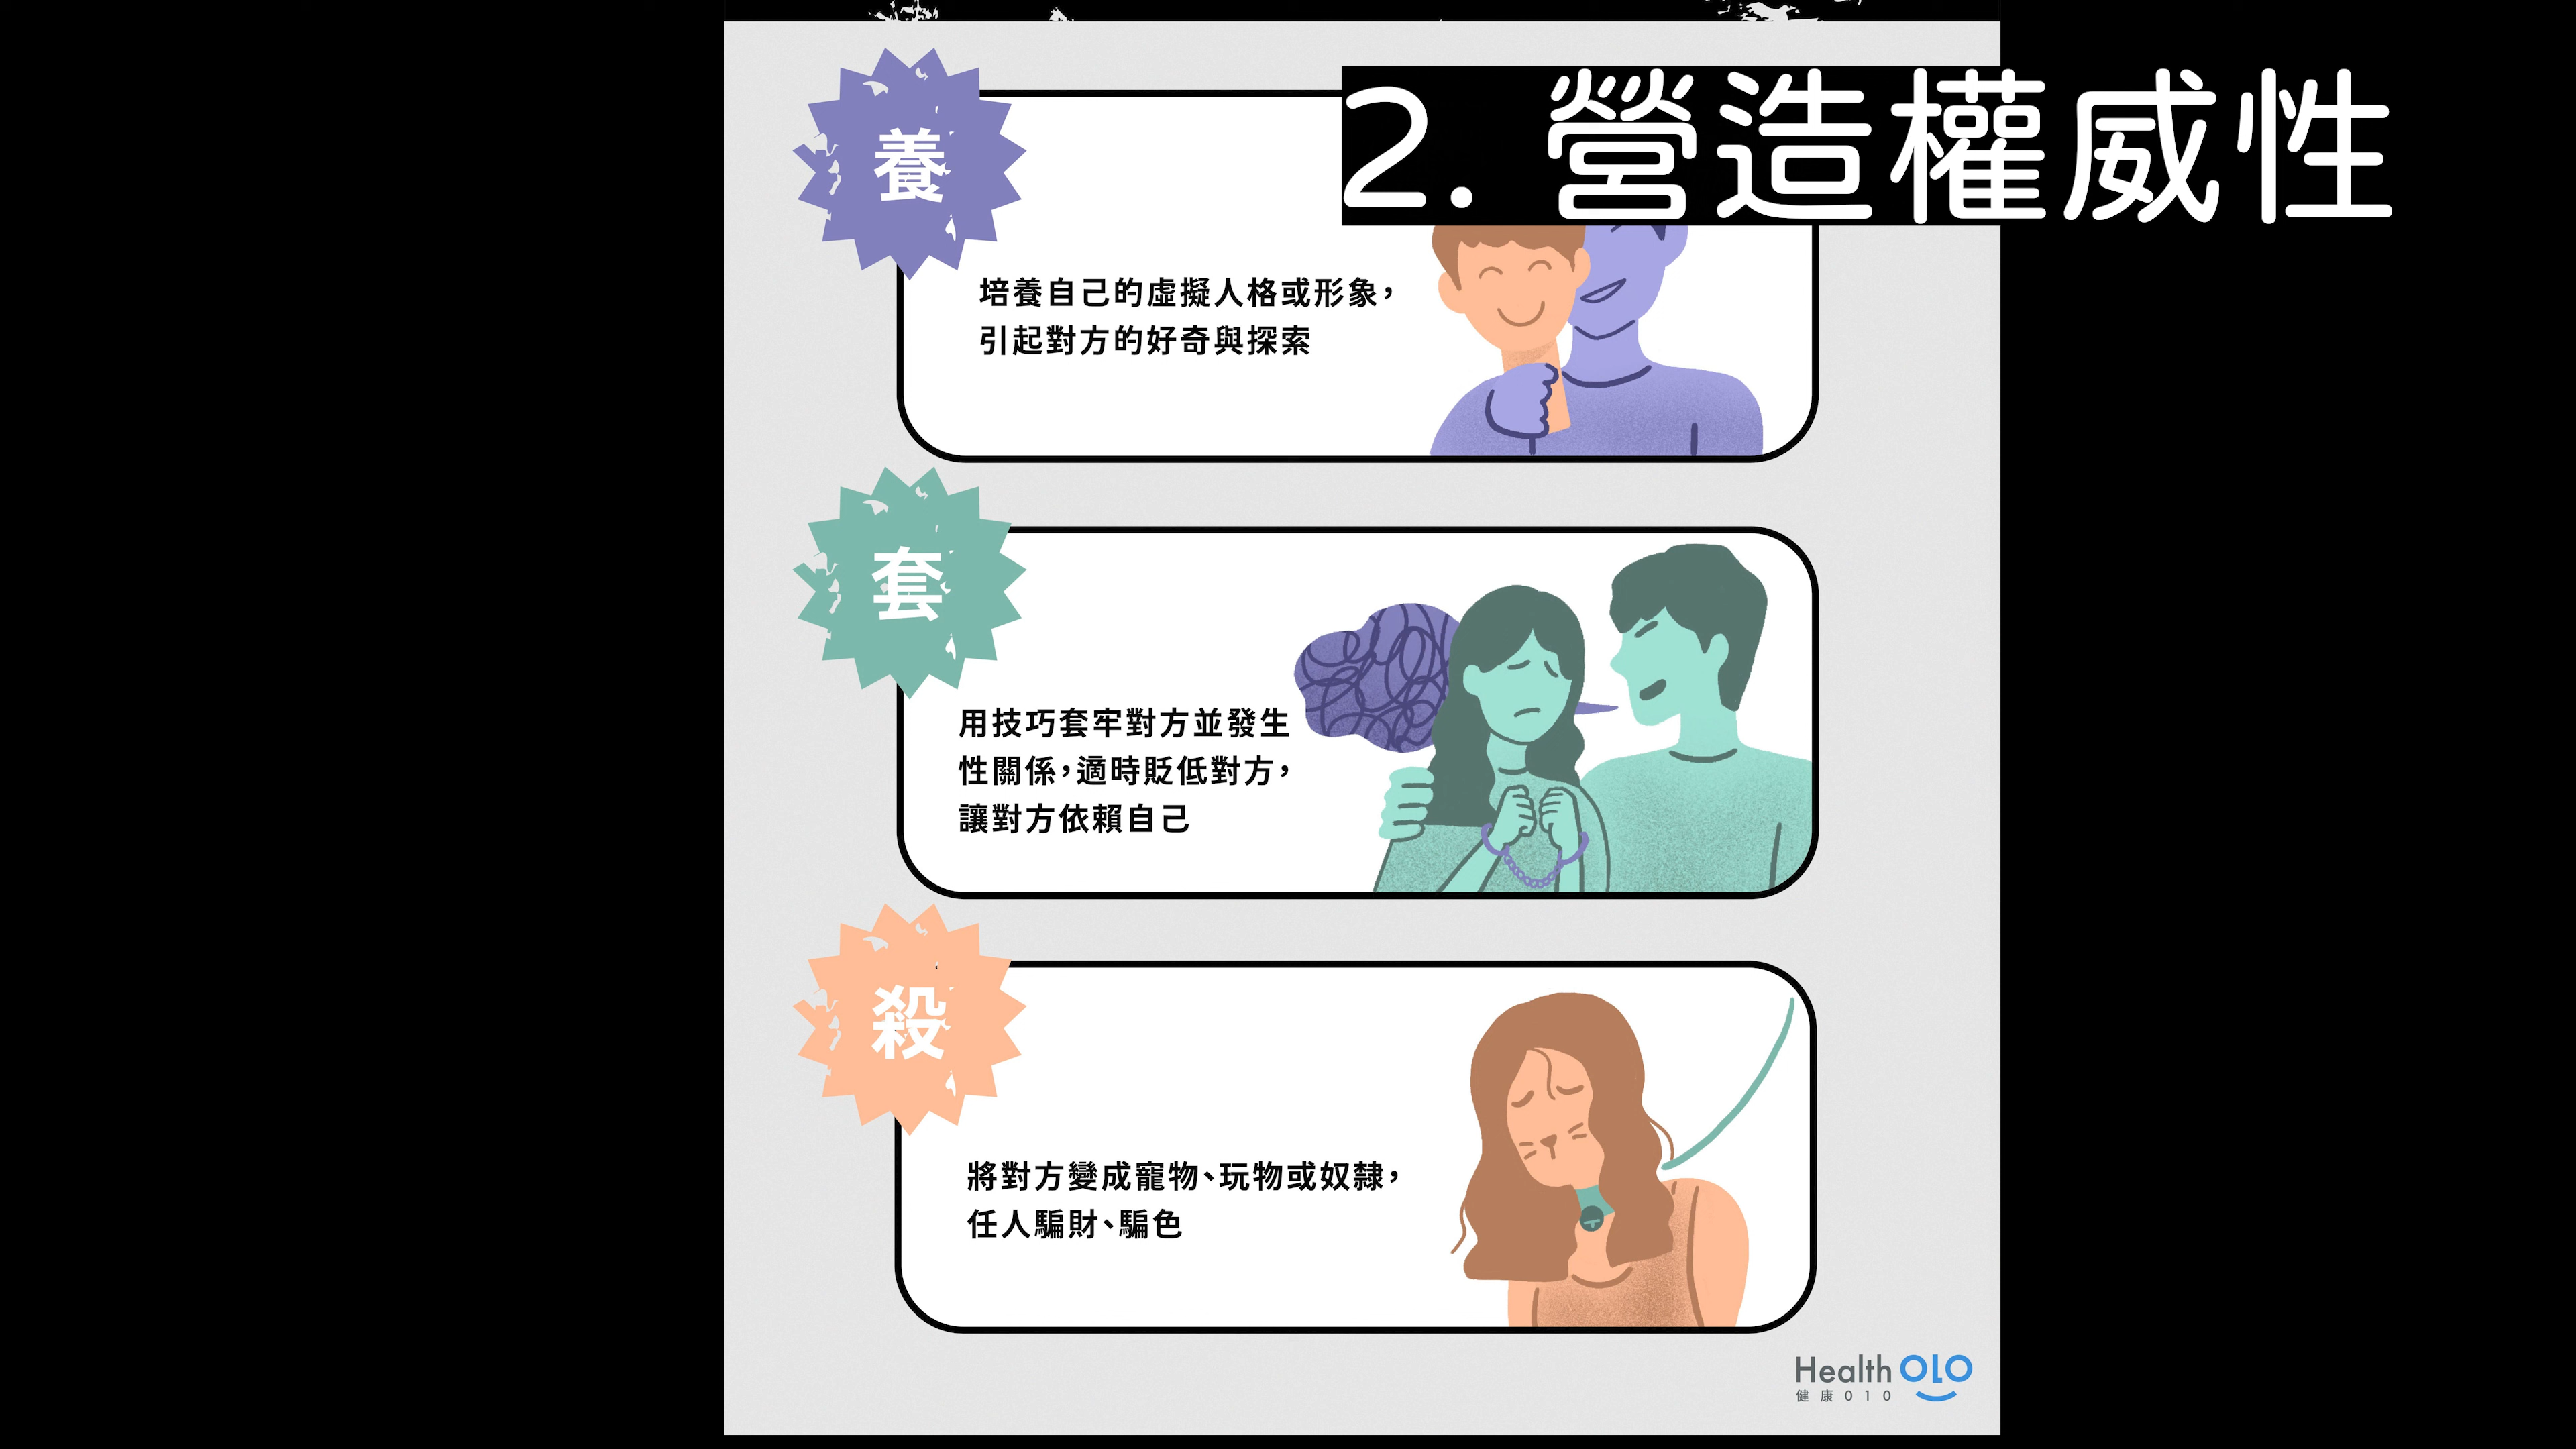 2. 營造權威性
養
培養自己的虛擬人格或形象，
引起對方的好奇與探索
套
用技巧套牢對方並發生
性關係，適時貶低對方，
讓對方依賴自己
殺
將對方變成寵物、玩物或奴隸，
任人騙財、騙色
Health OLO
健康010